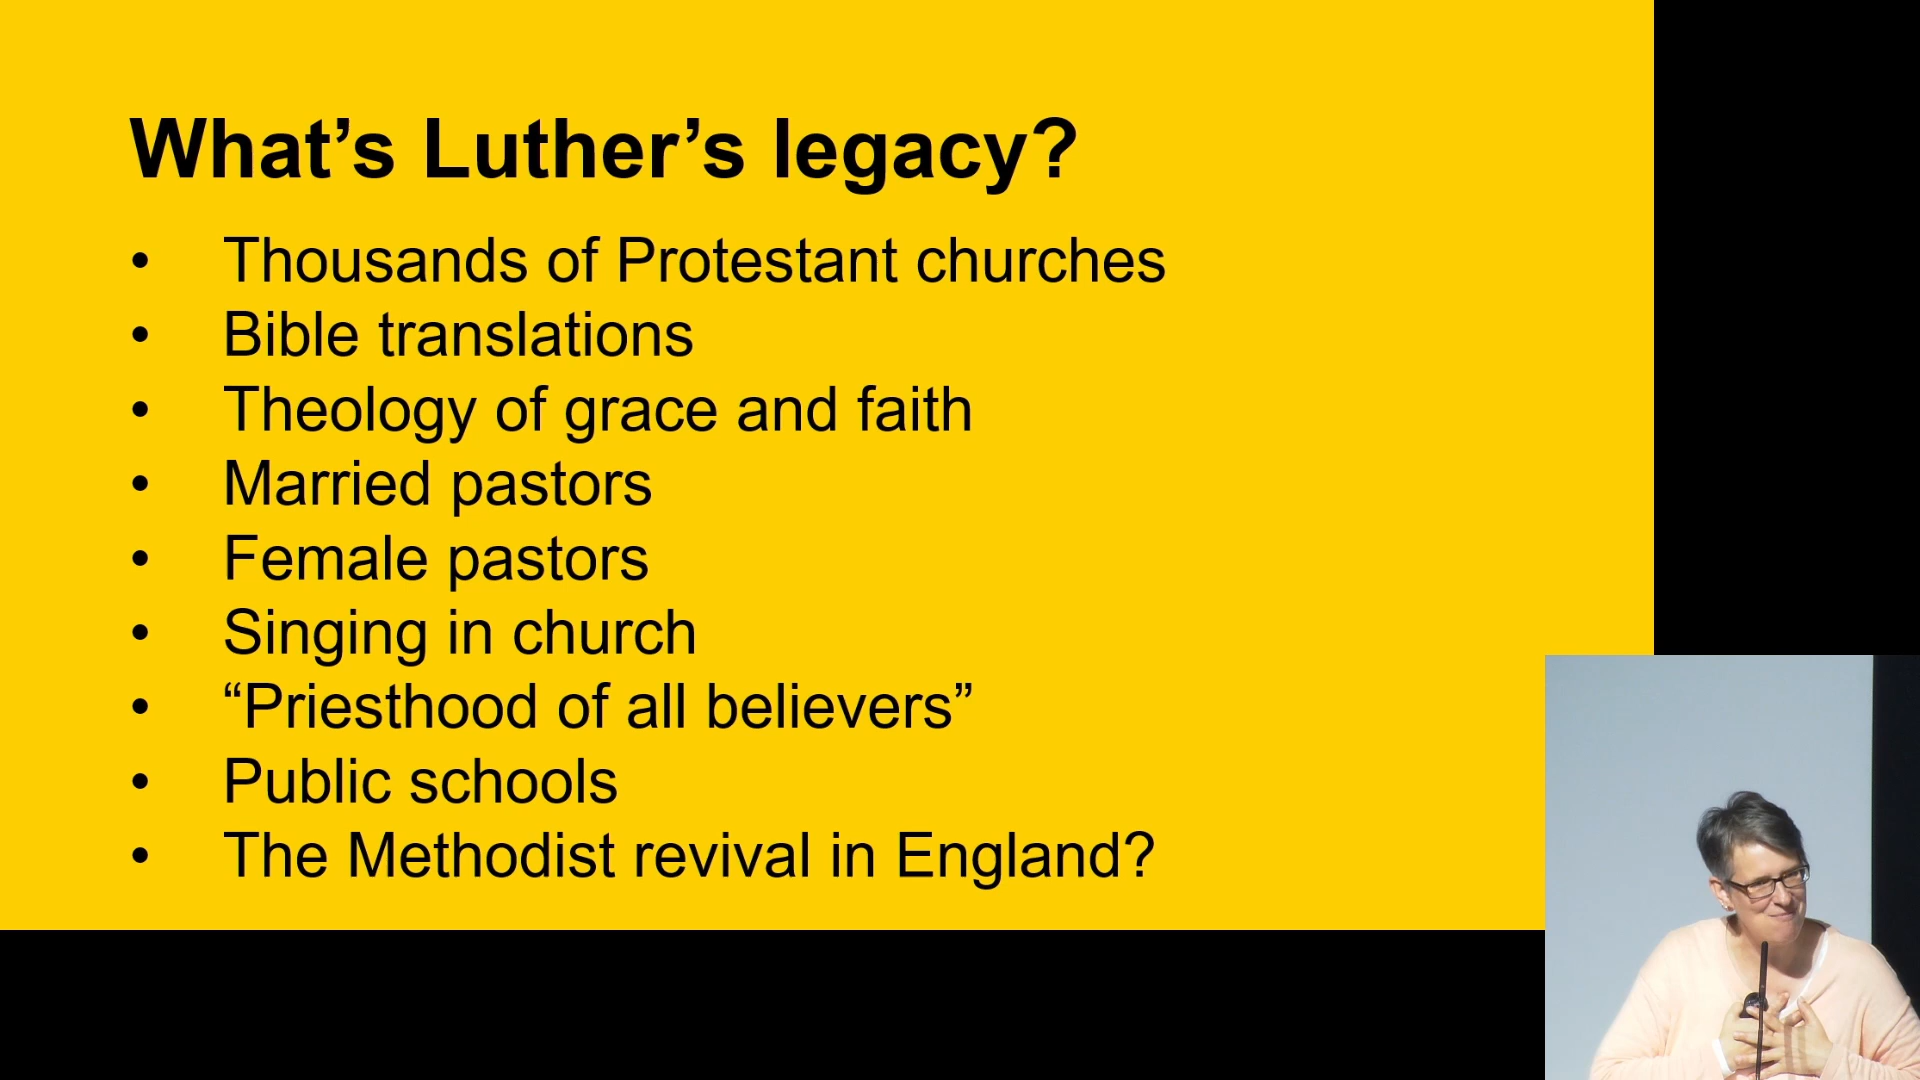 What’s Luther’s legacy?
• Thousands of Protestant churches
• Bible translations
• Theology of grace and faith
• Married pastors
• Female pastors
• Singing in church
• “Priesthood of all believers”
• Public schools
• The Methodist revival in England?